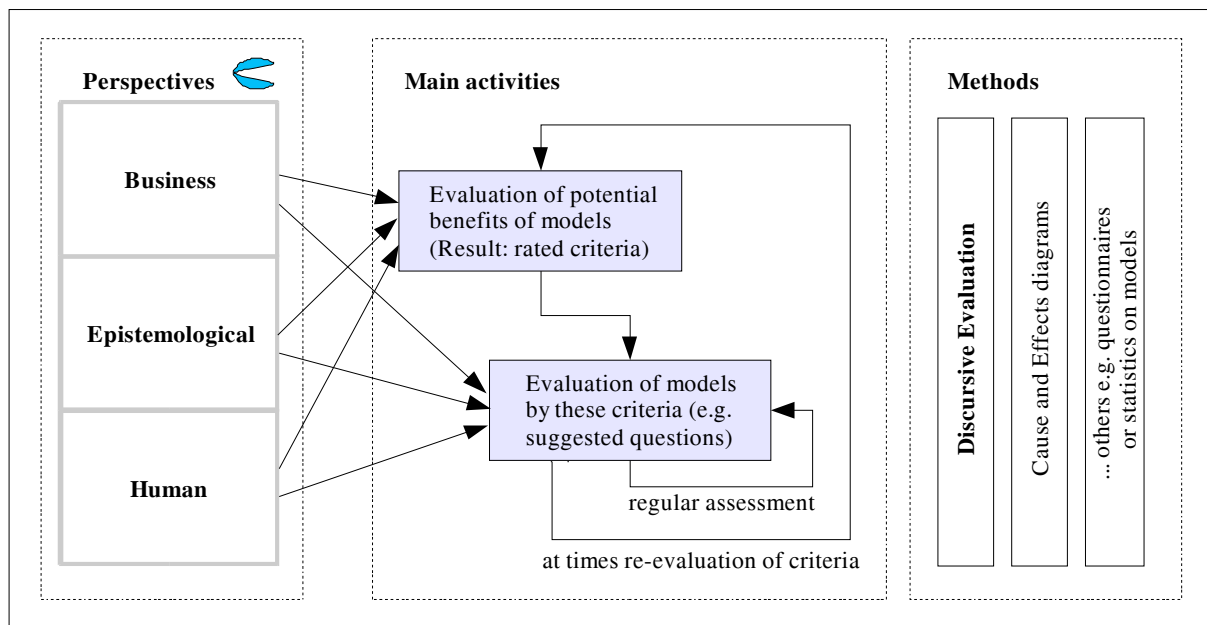 Perspectives
Business
Epistemological
Human
Main activities
Evaluation of potential
benefits of models
(Result: rated criteria)
Evaluation of models
by these criteria (e.g.
suggested questions)
regular assessment
at times re-evaluation of criteria
Methods
Discursive Evaluation
Cause and Effects diagrams
... others e.g. questionnaires
or statistics on models